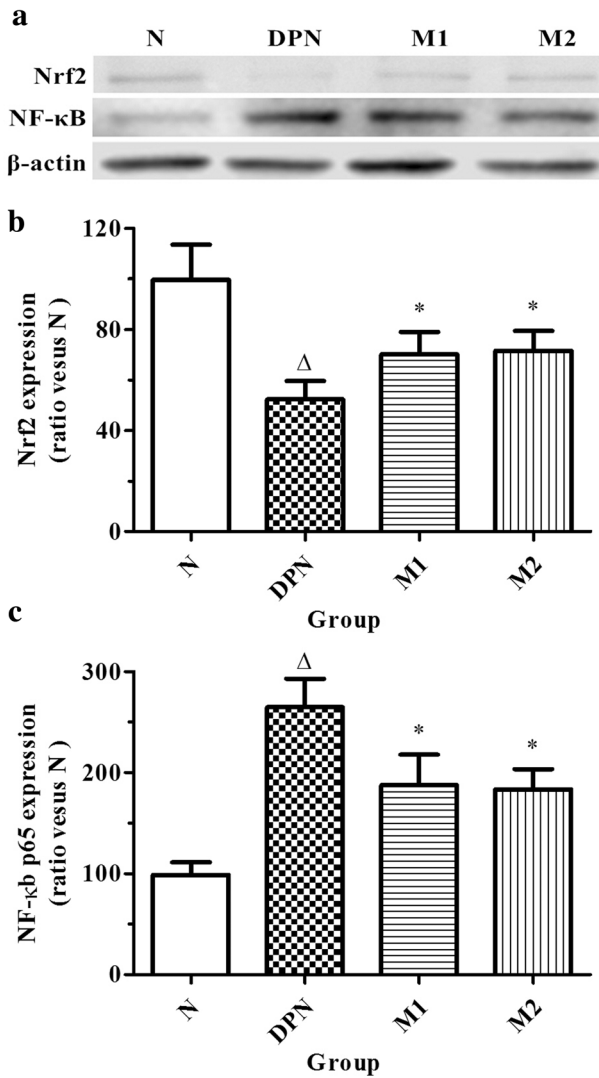 a
N DPN M1 M2
Nrf2
NF-κB
β-actin
b
Nrf2 expression
(ratio vesus N )
120
80
40
0
Δ
*
*
N DPN M1 M2
Group
c
NF-κb p65 expression
(ratio vesus N )
300
200
100
0
Δ
*
*
N DPN M1 M2
Group